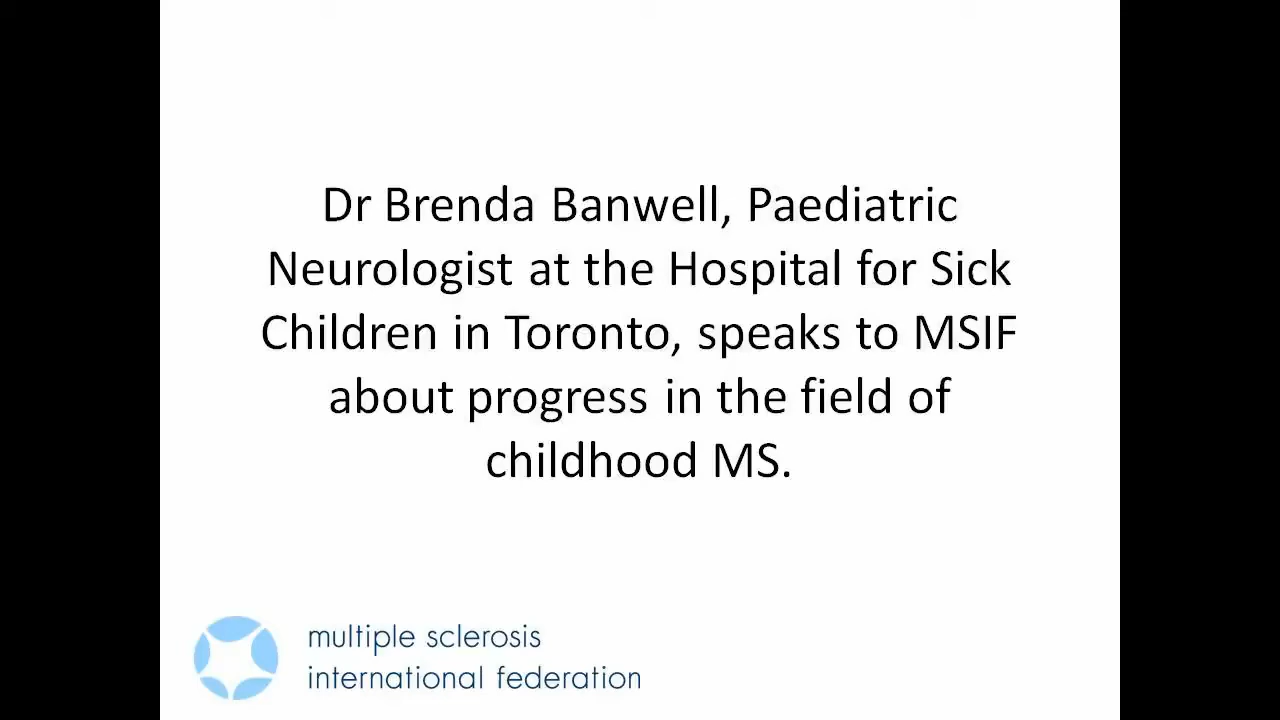 Dr Brenda Banwell, Paediatric
Neurologist at the Hospital for Sick
Children in Toronto, speaks to MSIF
about progress in the field of
childhood MS.
multiple sclerosis
international federation